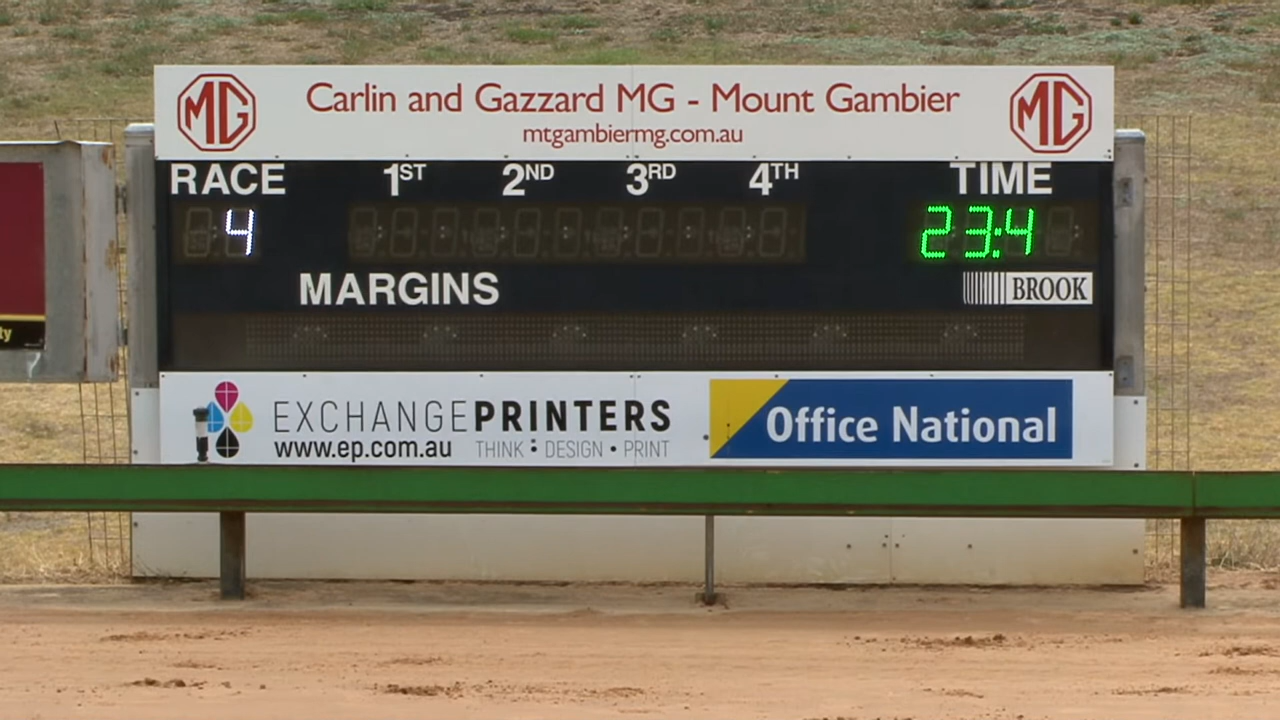 MG Carlin and Gazzard MG - Mount Gambier MG
mtgambiermg.com.au
RACE 1ST 2ND 3RD 4TH TIME
4 23:4
MARGINS BROOK
ty
EXCHANGEPRINTERS
www.ep.com.au THINK : DESIGN • PRINT
Office National